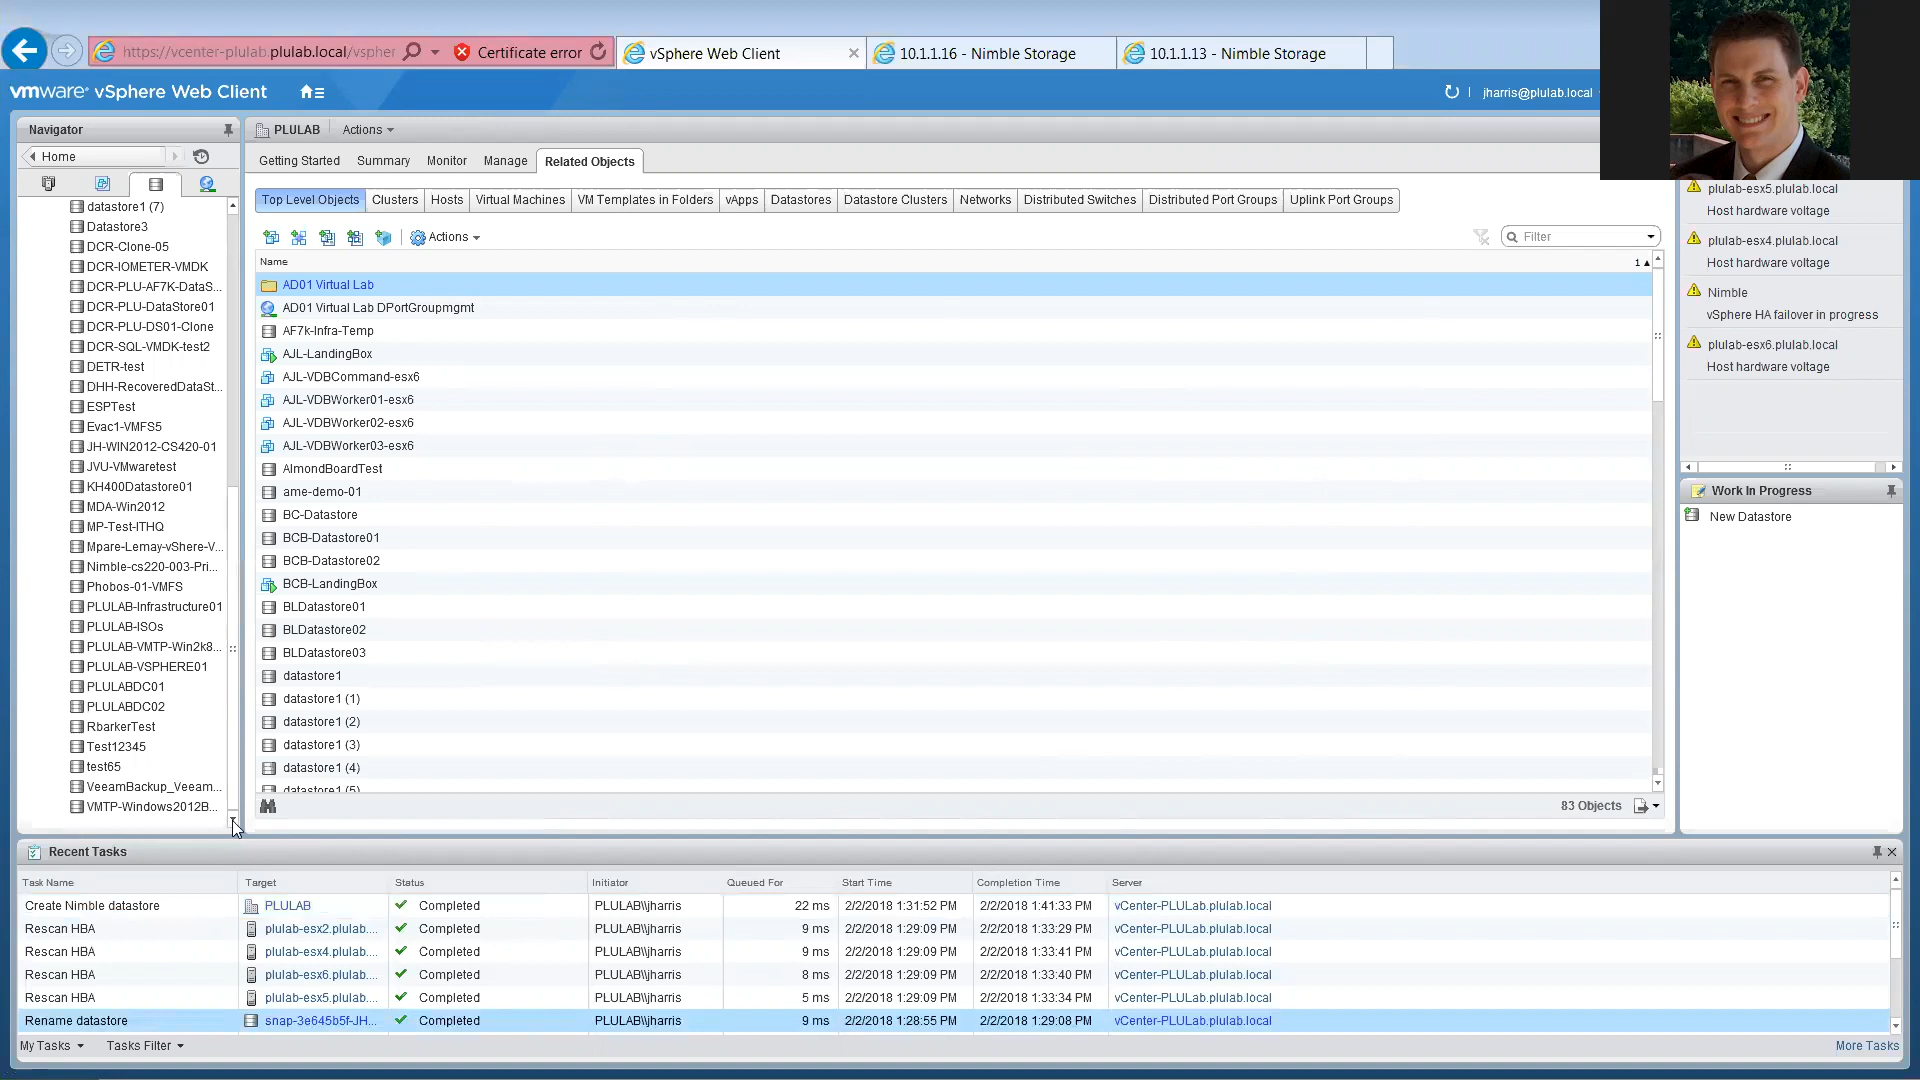 https://vcenter-plulab.plulab.local/vspher
Certificate error
vSphere Web Client
10.1.1.16 - Nimble Storage
10.1.1.13 - Nimble Storage
vmware® vSphere Web Client
jharris@plulab.local
Navigator
Home
datastore1 (7)
Datastore3
DCR-Clone-05
DCR-IOMETER-VMDK
DCR-PLU-AF7K-DataS...
DCR-PLU-DataStore01
DCR-PLU-DS01-Clone
DCR-SQL-VMDK-test2
DETR-test
DHH-RecoveredDataSt...
ESPTest
Evac1-VMFS5
JH-WIN2012-CS420-01
JVU-VMwaretest
KH400Datastore01
MDA-Win2012
MP-Test-ITHQ
Mpare-Lemay-vShere-V...
Nimble-cs220-003-Pri...
Phobos-01-VMFS
PLULAB-Infrastructure01
PLULAB-ISOs
PLULAB-VMTP-Win2k8...
PLULAB-VSPHERE01
PLULABDC01
PLULABDC02
RbarkerTest
Test12345
test65
VeeamBackup_Veeam...
VMTP-Windows2012B...
PLULAB Actions
Getting Started Summary Monitor Manage Related Objects
Top Level Objects Clusters Hosts Virtual Machines VM Templates in Folders vApps Datastores Datastore Clusters Networks Distributed Switches Distributed Port Groups Uplink Port Groups
Actions Filter
Name 1
AD01 Virtual Lab
AD01 Virtual Lab DPortGroupmgmt
AF7k-Infra-Temp
AJL-LandingBox
AJL-VDBCommand-esx6
AJL-VDBWorker01-esx6
AJL-VDBWorker02-esx6
AJL-VDBWorker03-esx6
AlmondBoardTest
ame-demo-01
BC-Datastore
BCB-Datastore01
BCB-Datastore02
BCB-LandingBox
BLDatastore01
BLDatastore02
BLDatastore03
datastore1
datastore1 (1)
datastore1 (2)
datastore1 (3)
datastore1 (4)
datastore1 (5)
83 Objects
plulab-esx5.plulab.local
Host hardware voltage
plulab-esx4.plulab.local
Host hardware voltage
Nimble
vSphere HA failover in progress
plulab-esx6.plulab.local
Host hardware voltage
Work In Progress
New Datastore
Recent Tasks
Task Name Target Status Initiator Queued For Start Time Completion Time Server
Create Nimble datastore PLULAB Completed PLULAB\\jharris 22 ms 2/2/2018 1:31:52 PM 2/2/2018 1:41:33 PM vCenter-PLULab.plulab.local
Rescan HBA plulab-esx2.plulab.... Completed PLULAB\\jharris 9 ms 2/2/2018 1:29:09 PM 2/2/2018 1:33:29 PM vCenter-PLULab.plulab.local
Rescan HBA plulab-esx4.plulab.... Completed PLULAB\\jharris 9 ms 2/2/2018 1:29:09 PM 2/2/2018 1:33:41 PM vCenter-PLULab.plulab.local
Rescan HBA plulab-esx6.plulab.... Completed PLULAB\\jharris 8 ms 2/2/2018 1:29:09 PM 2/2/2018 1:33:40 PM vCenter-PLULab.plulab.local
Rescan HBA plulab-esx5.plulab.... Completed PLULAB\\jharris 5 ms 2/2/2018 1:29:09 PM 2/2/2018 1:33:34 PM vCenter-PLULab.plulab.local
Rename datastore snap-3e645b5f-JH... Completed PLULAB\\jharris 9 ms 2/2/2018 1:28:55 PM 2/2/2018 1:29:08 PM vCenter-PLULab.plulab.local
My Tasks Tasks Filter More Tasks